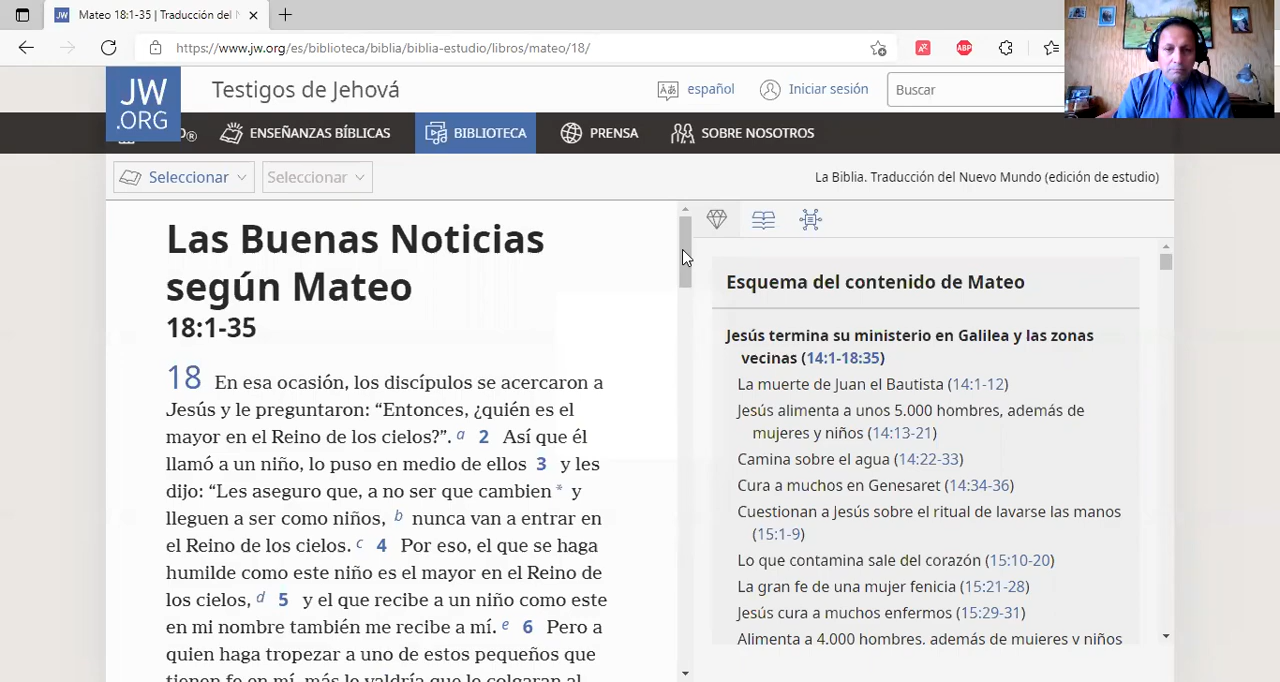 Mateo 18:1-35 | Traducción del N
https://www.jw.org/es/biblioteca/biblia/biblia-estudio/libros/mateo/18/
ABP
JW
.ORG
Testigos de Jehová
español
Iniciar sesión
Buscar
ENSEÑANZAS BÍBLICAS
BIBLIOTECA
PRENSA
SOBRE NOSOTROS
Seleccionar
Seleccionar
La Biblia. Traducción del Nuevo Mundo (edición de estudio)
Las Buenas Noticias
según Mateo
18:1-35
18 En esa ocasión, los discípulos se acercaron a
Jesús y le preguntaron: “Entonces, ¿quién es el
mayor en el Reino de los cielos?”. a 2 Así que él
llamó a un niño, lo puso en medio de ellos 3 y les
dijo: “Les aseguro que, a no ser que cambien * y
lleguen a ser como niños, b nunca van a entrar en
el Reino de los cielos. c 4 Por eso, el que se haga
humilde como este niño es el mayor en el Reino de
los cielos, d 5 y el que recibe a un niño como este
en mi nombre también me recibe a mí. e 6 Pero a
quien haga tropezar a uno de estos pequeños que
tienen fe en mí, más le valdría que le colgaran al
Esquema del contenido de Mateo
Jesús termina su ministerio en Galilea y las zonas
vecinas (14:1-18:35)
La muerte de Juan el Bautista (14:1-12)
Jesús alimenta a unos 5.000 hombres, además de
mujeres y niños (14:13-21)
Camina sobre el agua (14:22-33)
Cura a muchos en Genesaret (14:34-36)
Cuestionan a Jesús sobre el ritual de lavarse las manos
(15:1-9)
Lo que contamina sale del corazón (15:10-20)
La gran fe de una mujer fenicia (15:21-28)
Jesús cura a muchos enfermos (15:29-31)
Alimenta a 4.000 hombres, además de mujeres y niños